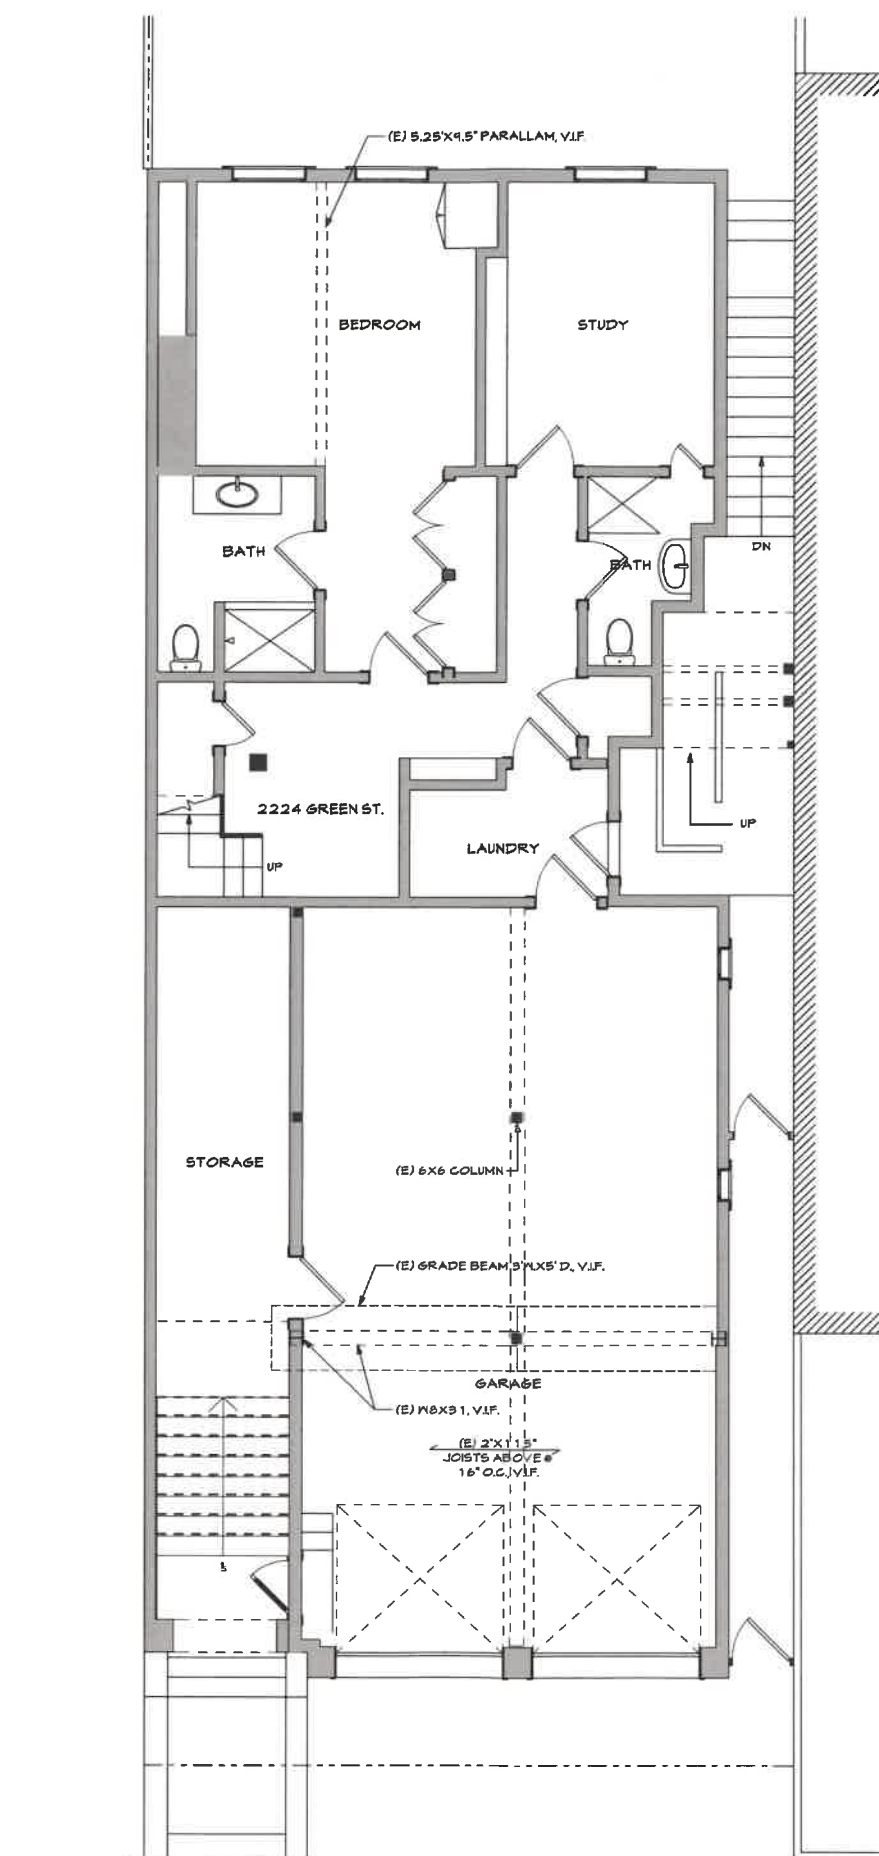 (E) 5.25"X9.5" PARALLAM, V.I.F.
BEDROOM
STUDY
BATH
BATH
DN
2224 GREEN ST.
UP
LAUNDRY
UP
STORAGE
(E) 6X6 COLUMN
(E) GRADE BEAM 3'W.X5' D., V.I.F.
GARAGE
(E) W8X31, V.I.F.
(E) 2"X11.5"
JOISTS ABOVE @
16" O.C., V.I.F.